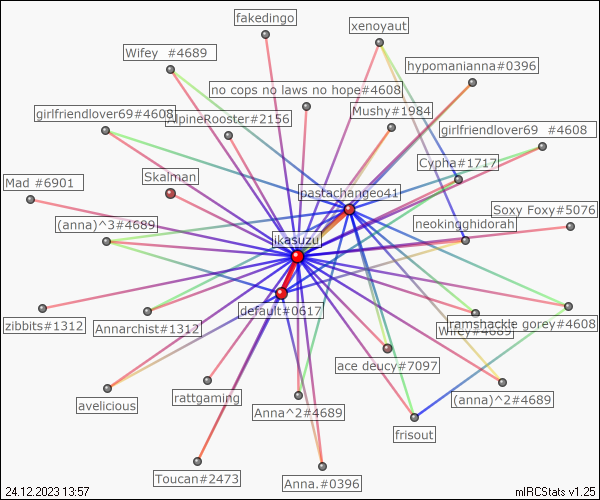 fakedingo
xenoyaut
Wifey  #4689
hypomanianna#0396
no cops no laws no hope#4608
girlfriendlover69#4608
AlpineRooster#2156
Mushy#1984
girlfriendlover69  #4608
Cypha#1717
Skalman
Mad #6901
pastachangeo41
Soxy Foxy#5076
(anna)^3#4689
neokingghidorah
ikasuzu
default#0617
zibbits#1312
Annarchist#1312
Wifey#4689
ramshackle gorey#4608
ace deucy#7097
avelicious
rattgaming
Anna^2#4689
(anna)^2#4689
frisout
Toucan#2473
Anna.#0396
24.12.2023 13:57
mIRCStats v1.25